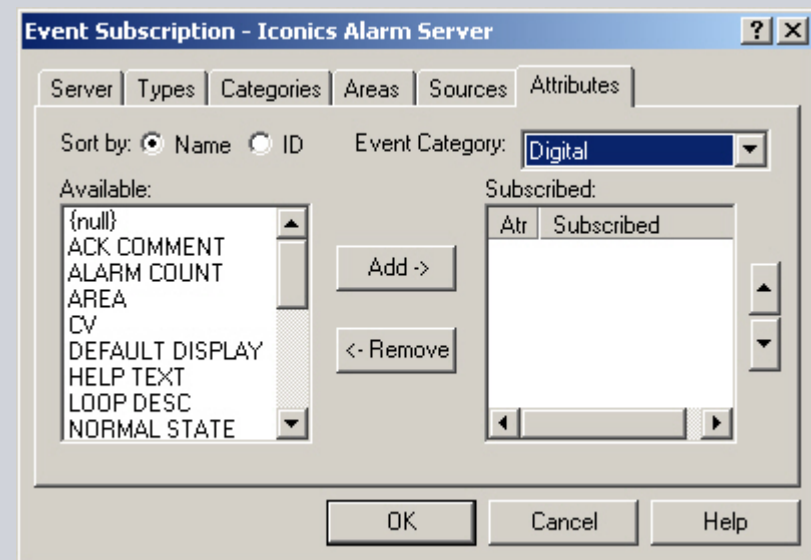 Event Subscription - Iconics Alarm Server
Server Types Categories Areas Sources Attributes
Sort by: Name ID Event Category: Digital
Available: Subscribed:
{null} Atr Subscribed
ACK COMMENT
ALARM COUNT Add ->
AREA
CV
DEFAULT DISPLAY <- Remove
HELP TEXT
LOOP DESC
NORMAL STATE
OK Cancel Help